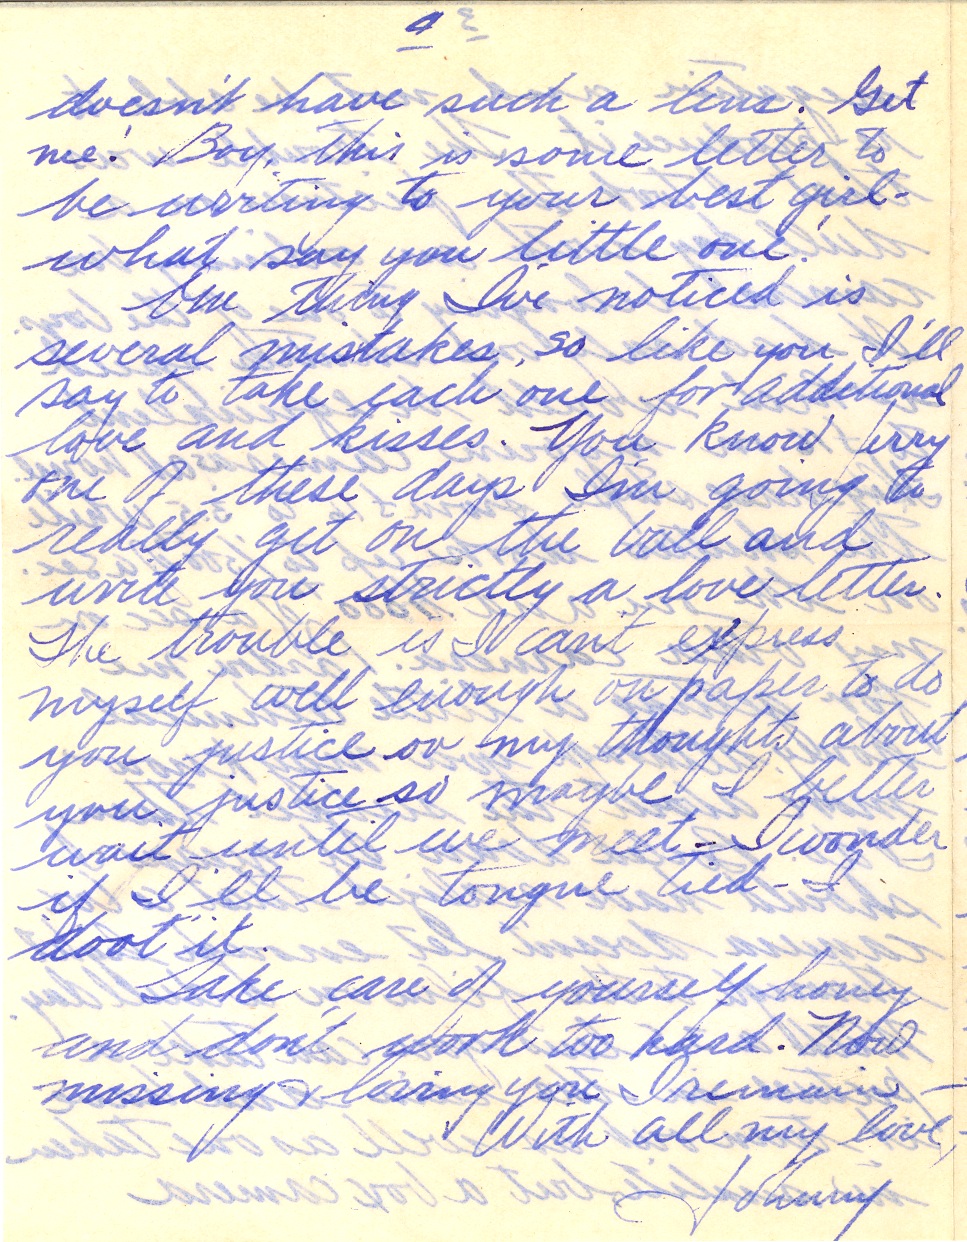 4
doesn't have such a lens. Get
me! Boy, this is some letter to
be writing to your best girl-
what say you little one!
One thing I've noticed is
several mistakes, so like you I'll
say to take each one for additional
love and kisses. You know Jerry
one of these days I'm going to
really get on the ball and
write you strictly a love letter.
The trouble is I can't express
myself well enough on paper to do
you justice or my thoughts about
you justice so maybe I better
wait until we meet - I wonder
if I'll be tongue tied - I
doot it.
Take care of yourself honey
and don't work too hard. Now
missing & loving you I remain -
With all my love,
Johnny